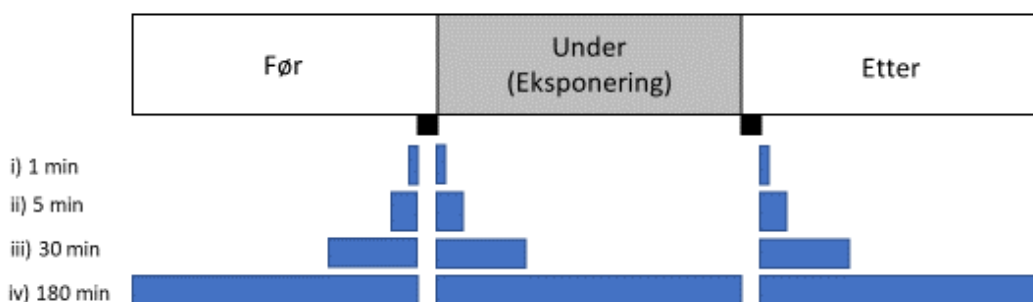 Før
Under
(Eksponering)
Etter
i) 1 min
ii) 5 min
iii) 30 min
iv) 180 min